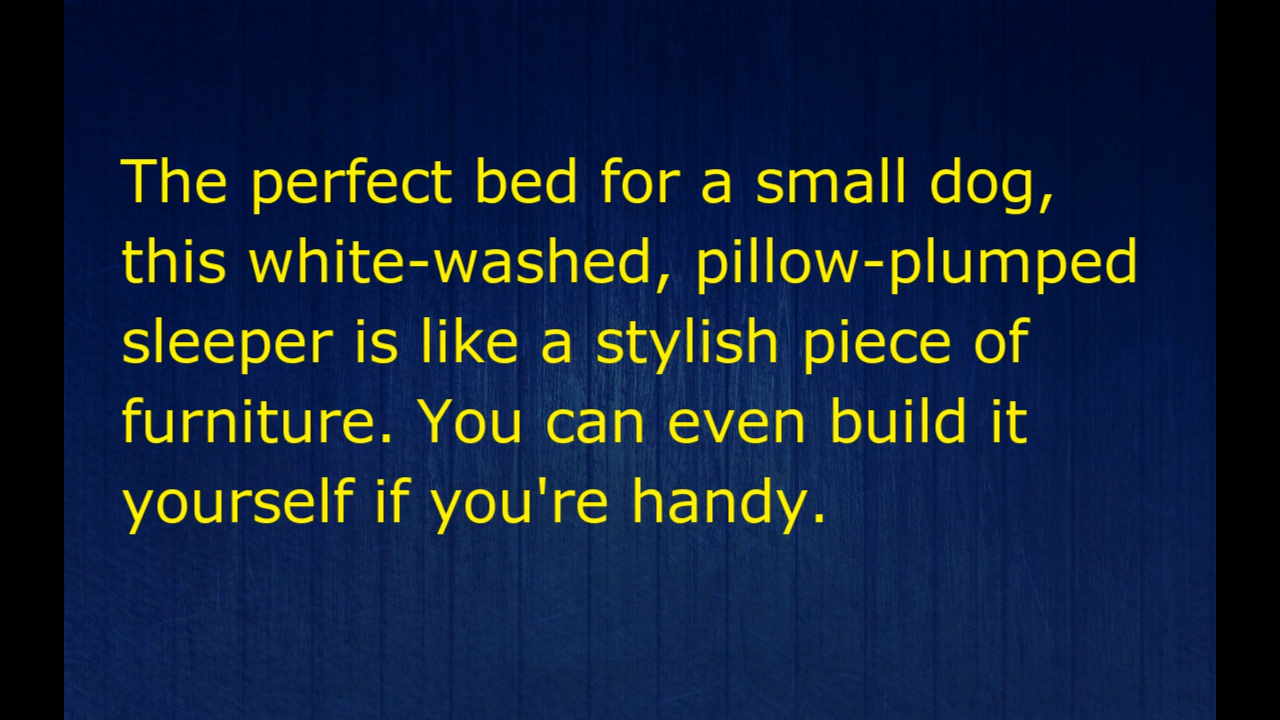 The perfect bed for a small dog,
this white-washed, pillow-plumped
sleeper is like a stylish piece of
furniture. You can even build it
yourself if you're handy.